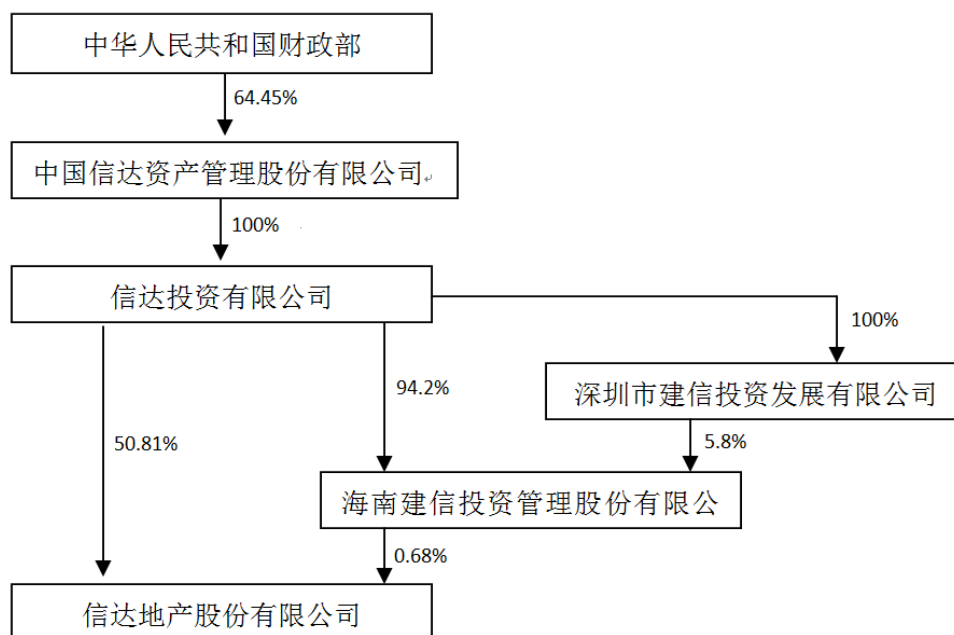 中华人民共和国财政部
64.45%
中国信达资产管理股份有限公司
100%
信达投资有限公司
100%
94.2%
深圳市建信投资发展有限公司
50.81%
5.8%
海南建信投资管理股份有限公
0.68%
信达地产股份有限公司